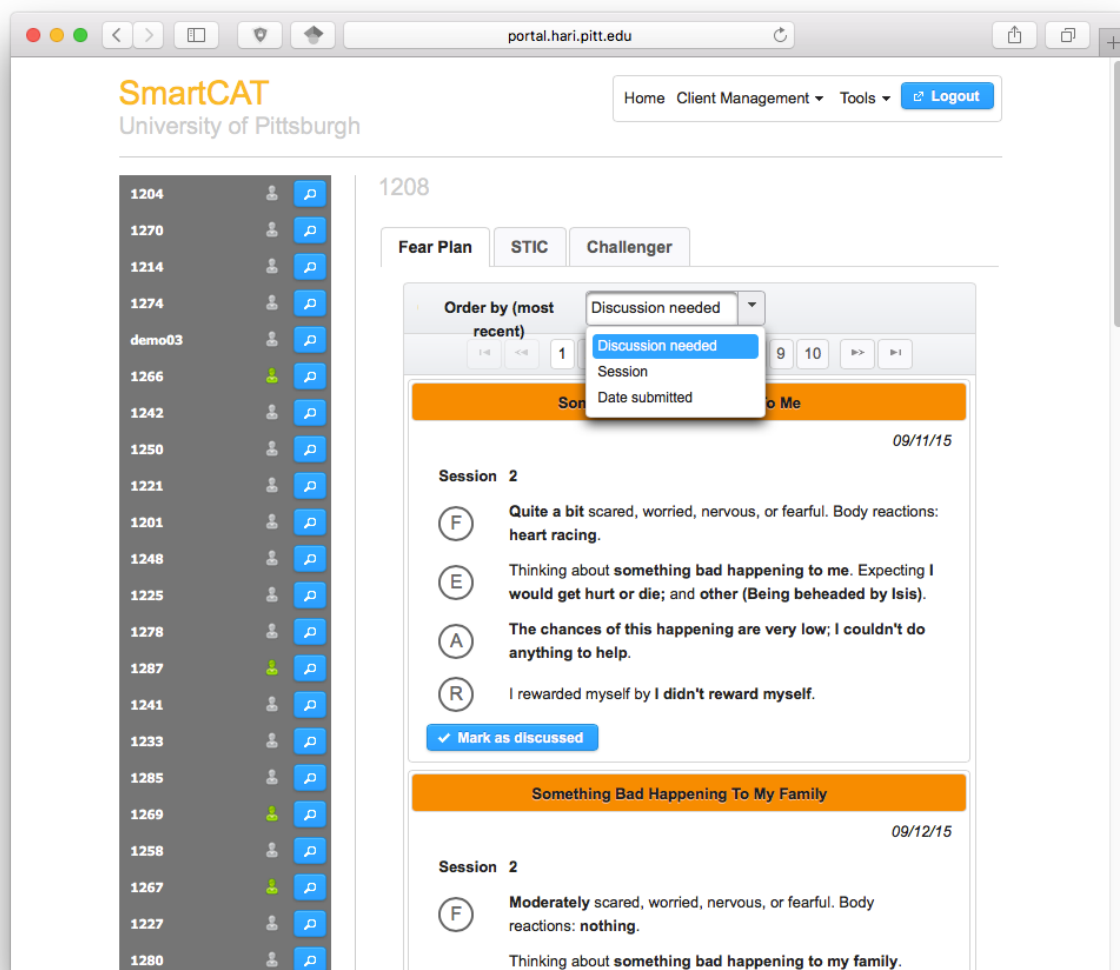 portal.hari.pitt.edu
SmartCAT
University of Pittsburgh
Home Client Management Tools Logout
1204
1270
1214
1274
demo03
1266
1242
1250
1221
1201
1248
1225
1278
1287
1241
1233
1285
1269
1258
1267
1227
1280
1208
Fear Plan STIC Challenger
Order by (most
recent)
Discussion needed
Discussion needed
Session
Date submitted
1 9 10
o Me
09/11/15
Session 2
F
Quite a bit scared, worried, nervous, or fearful. Body reactions:
heart racing.
E
Thinking about something bad happening to me. Expecting I
would get hurt or die; and other (Being beheaded by Isis).
A
The chances of this happening are very low; I couldn't do
anything to help.
R
I rewarded myself by I didn't reward myself.
Mark as discussed
Something Bad Happening To My Family
09/12/15
Session 2
F
Moderately scared, worried, nervous, or fearful. Body
reactions: nothing.
Thinking about something bad happening to my family.